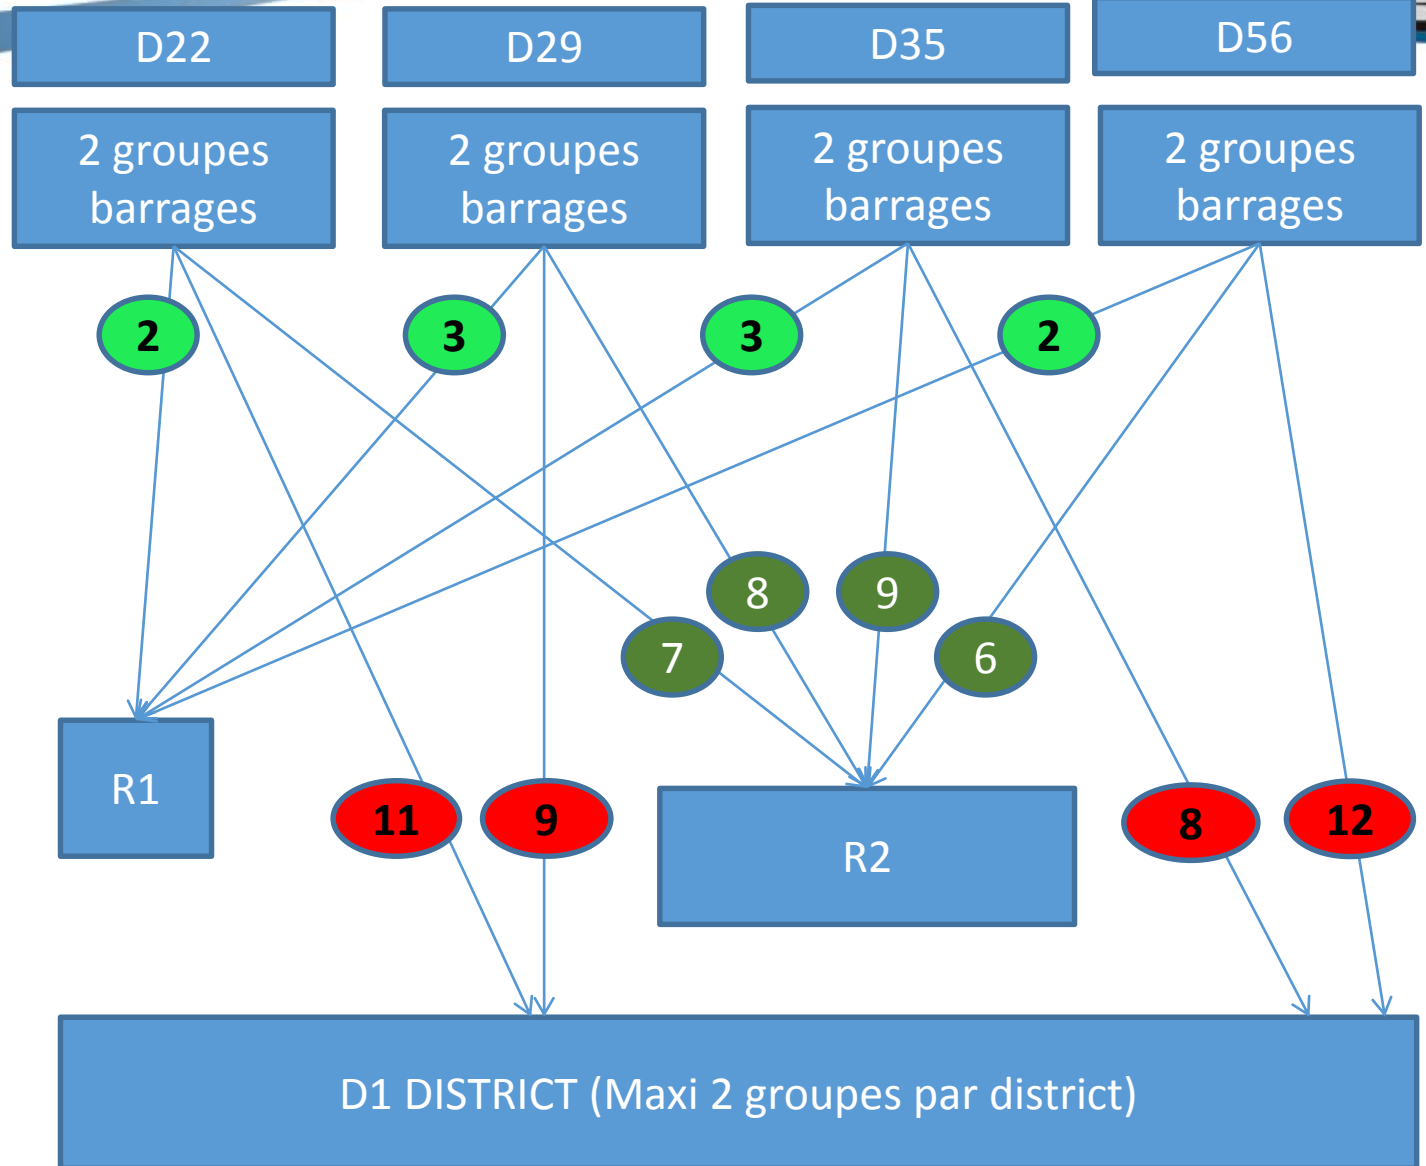 D22
D29
D35
D56
2 groupes
barrages
2 groupes
barrages
2 groupes
barrages
2 groupes
barrages
2
3
3
2
8
9
7
6
R1
11
9
R2
8
12
D1 DISTRICT (Maxi 2 groupes par district)